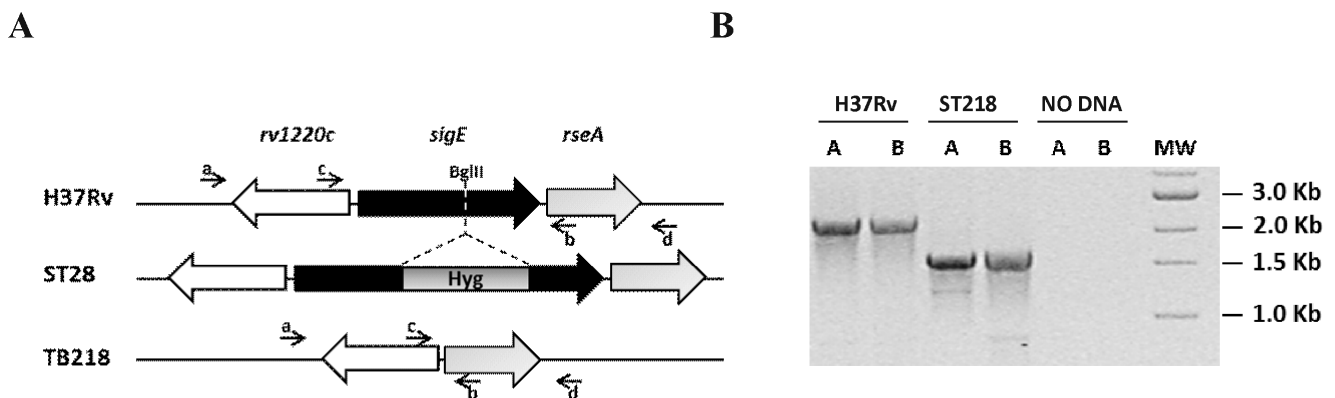 A
B
rv1220c sigE rseA
a c BglII
H37Rv
b d
ST28
Hyg
a c
TB218
b d
H37Rv ST218 NO DNA
A B A B A B MW
3.0 Kb
2.0 Kb
1.5 Kb
1.0 Kb